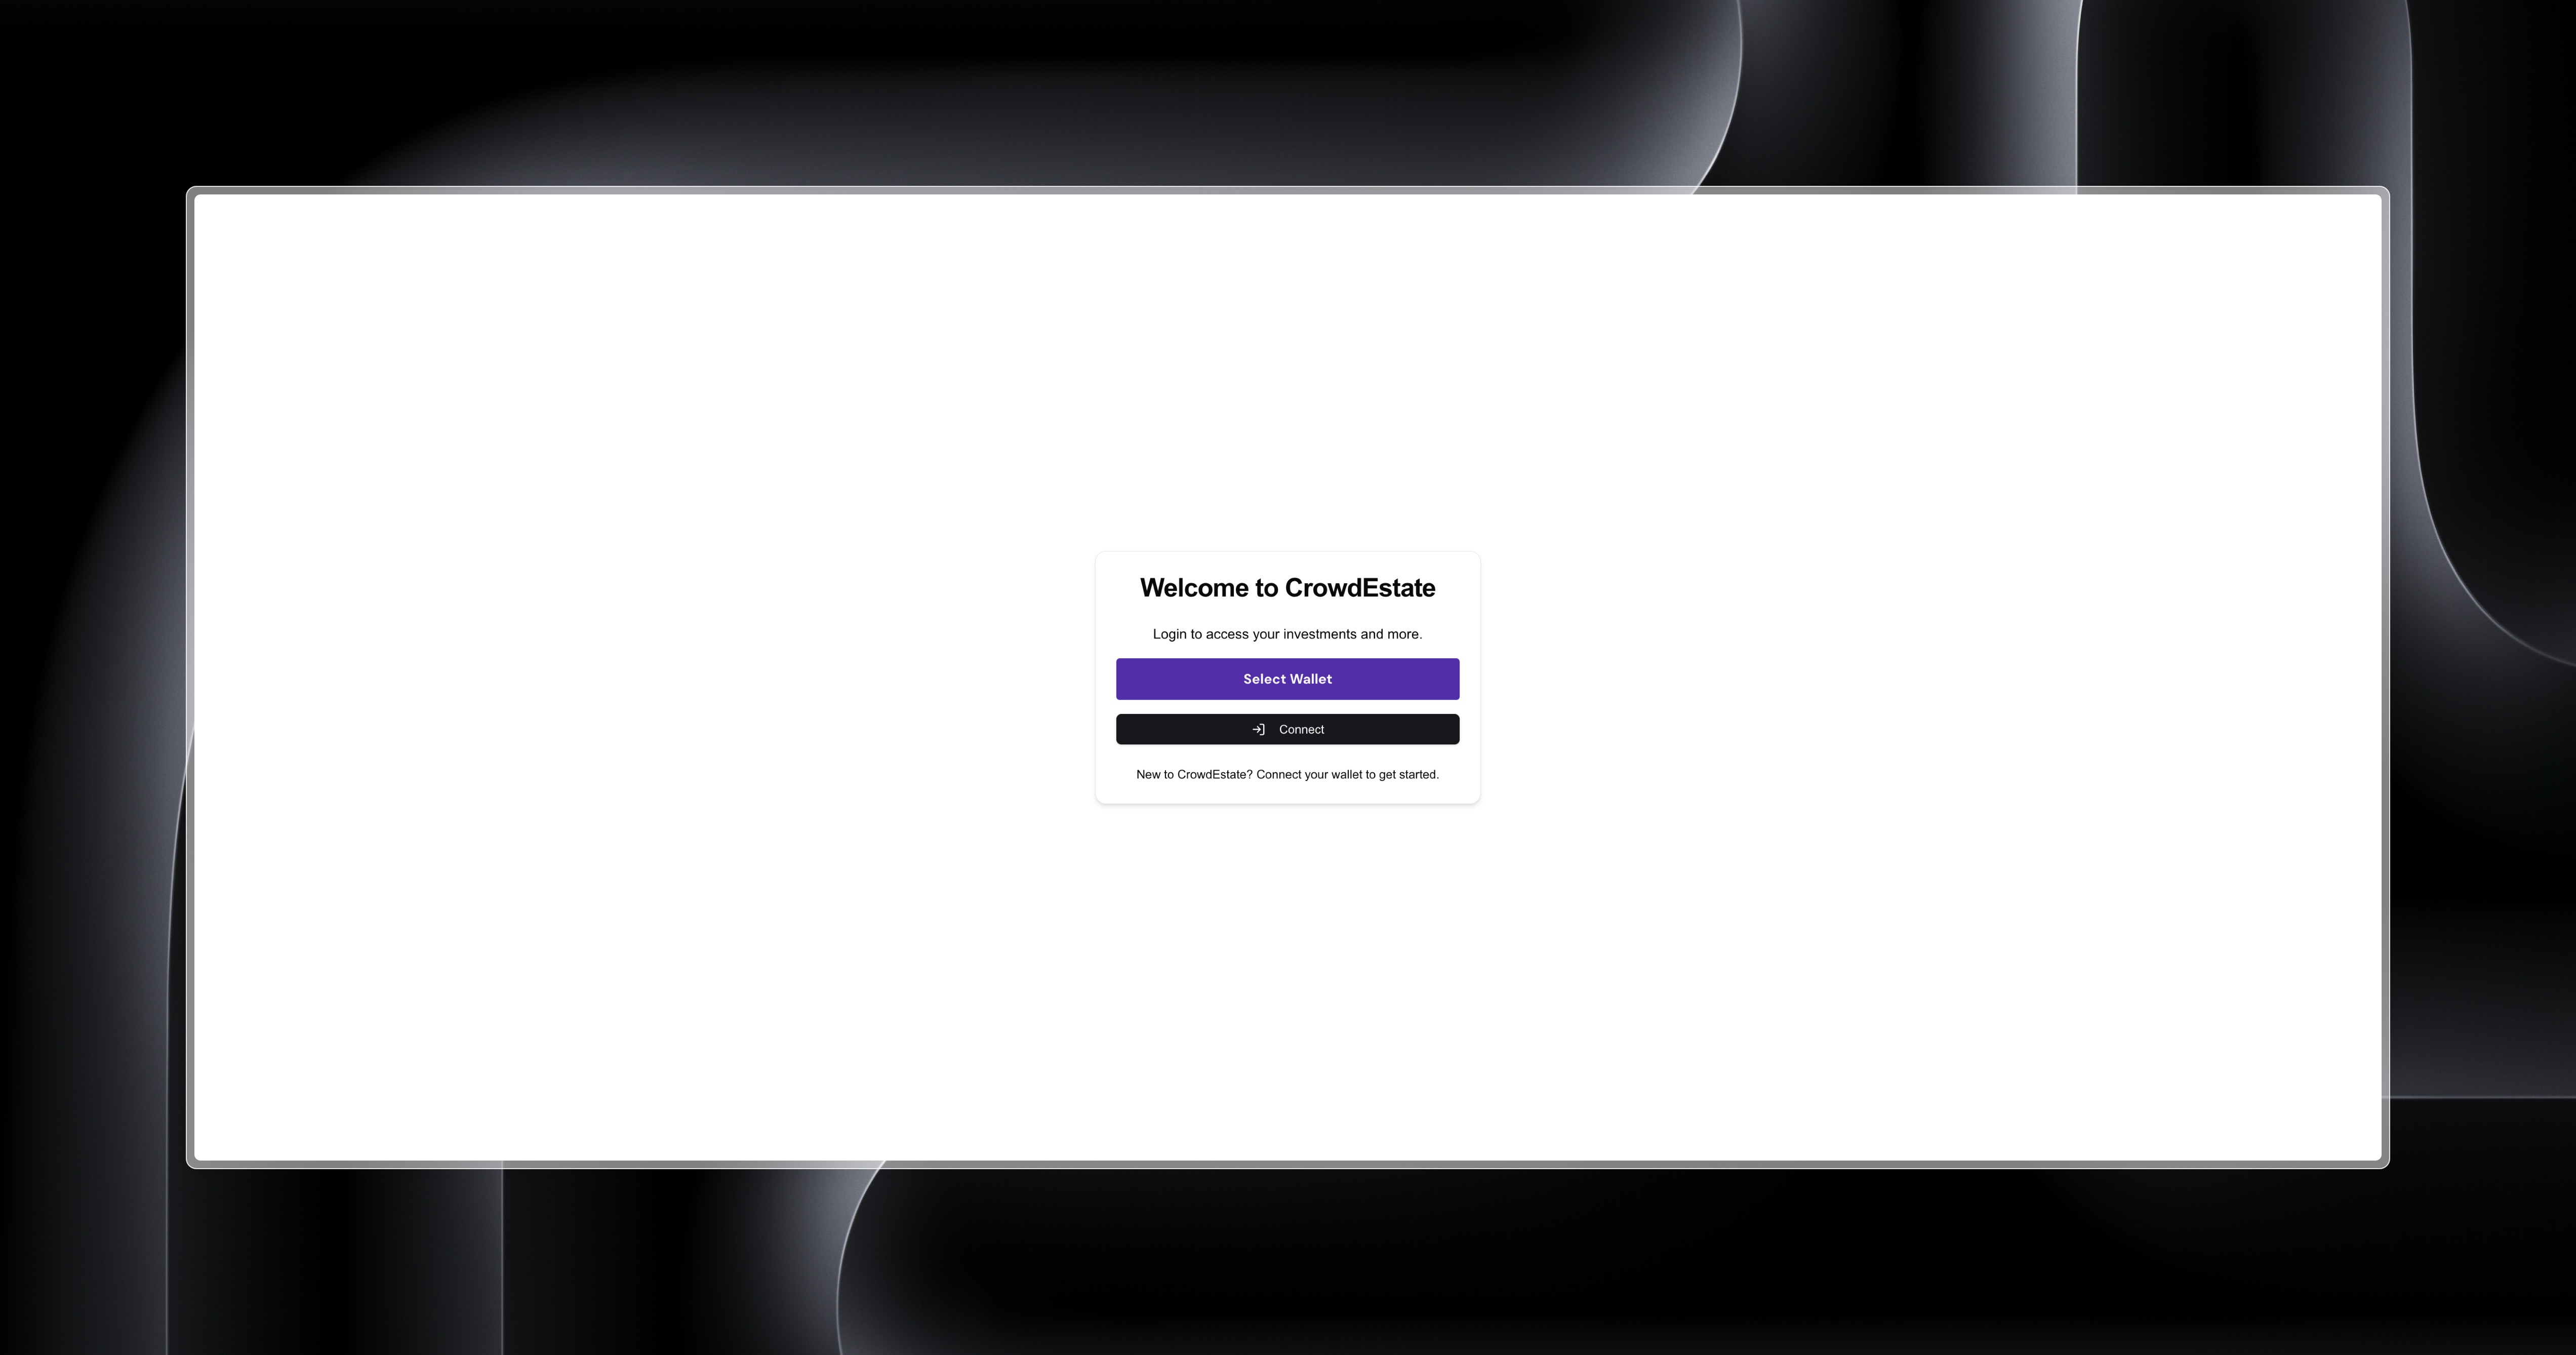 Welcome to CrowdEstate
Login to access your investments and more.
Select Wallet
Connect
New to CrowdEstate? Connect your wallet to get started.